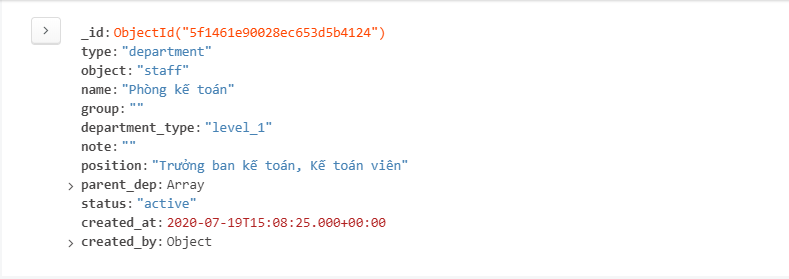 _id: ObjectId("5f1461e90028ec653d5b4124")
type: "department"
object: "staff"
name: "Phòng kế toán"
group: ""
department_type: "level_1"
note: ""
position: "Trưởng ban kế toán, Kế toán viên"
parent_dep: Array
status: "active"
created_at: 2020-07-19T15:08:25.000+00:00
created_by: Object